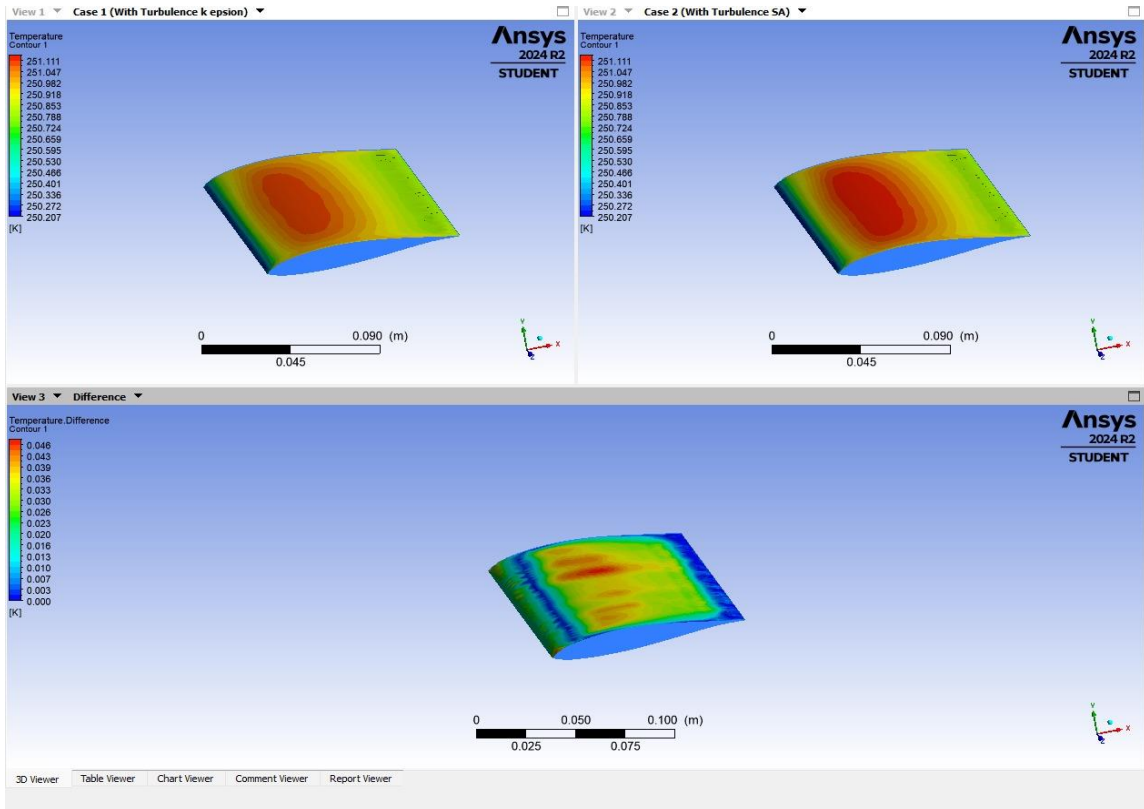 View 1 Case 1 (With Turbulence k epsion)
Temperature
Contour 1
251.111
251.047
250.982
250.918
250.853
250.788
250.724
250.659
250.595
250.530
250.466
250.401
250.336
250.272
250.207
[K]
Ansys
2024 R2
STUDENT
0 0.090 (m)
0.045
Y
X
Z
View 2 Case 2 (With Turbulence SA)
Temperature
Contour 1
251.111
251.047
250.982
250.918
250.853
250.788
250.724
250.659
250.595
250.530
250.466
250.401
250.336
250.272
250.207
[K]
Ansys
2024 R2
STUDENT
0 0.090 (m)
0.045
Y
X
Z
View 3 Difference
Temperature.Difference
Contour 1
0.046
0.043
0.039
0.036
0.033
0.030
0.026
0.023
0.020
0.016
0.013
0.010
0.007
0.003
0.000
[K]
Ansys
2024 R2
STUDENT
0 0.050 0.100 (m)
0.025 0.075
Y
X
Z
3D Viewer Table Viewer Chart Viewer Comment Viewer Report Viewer